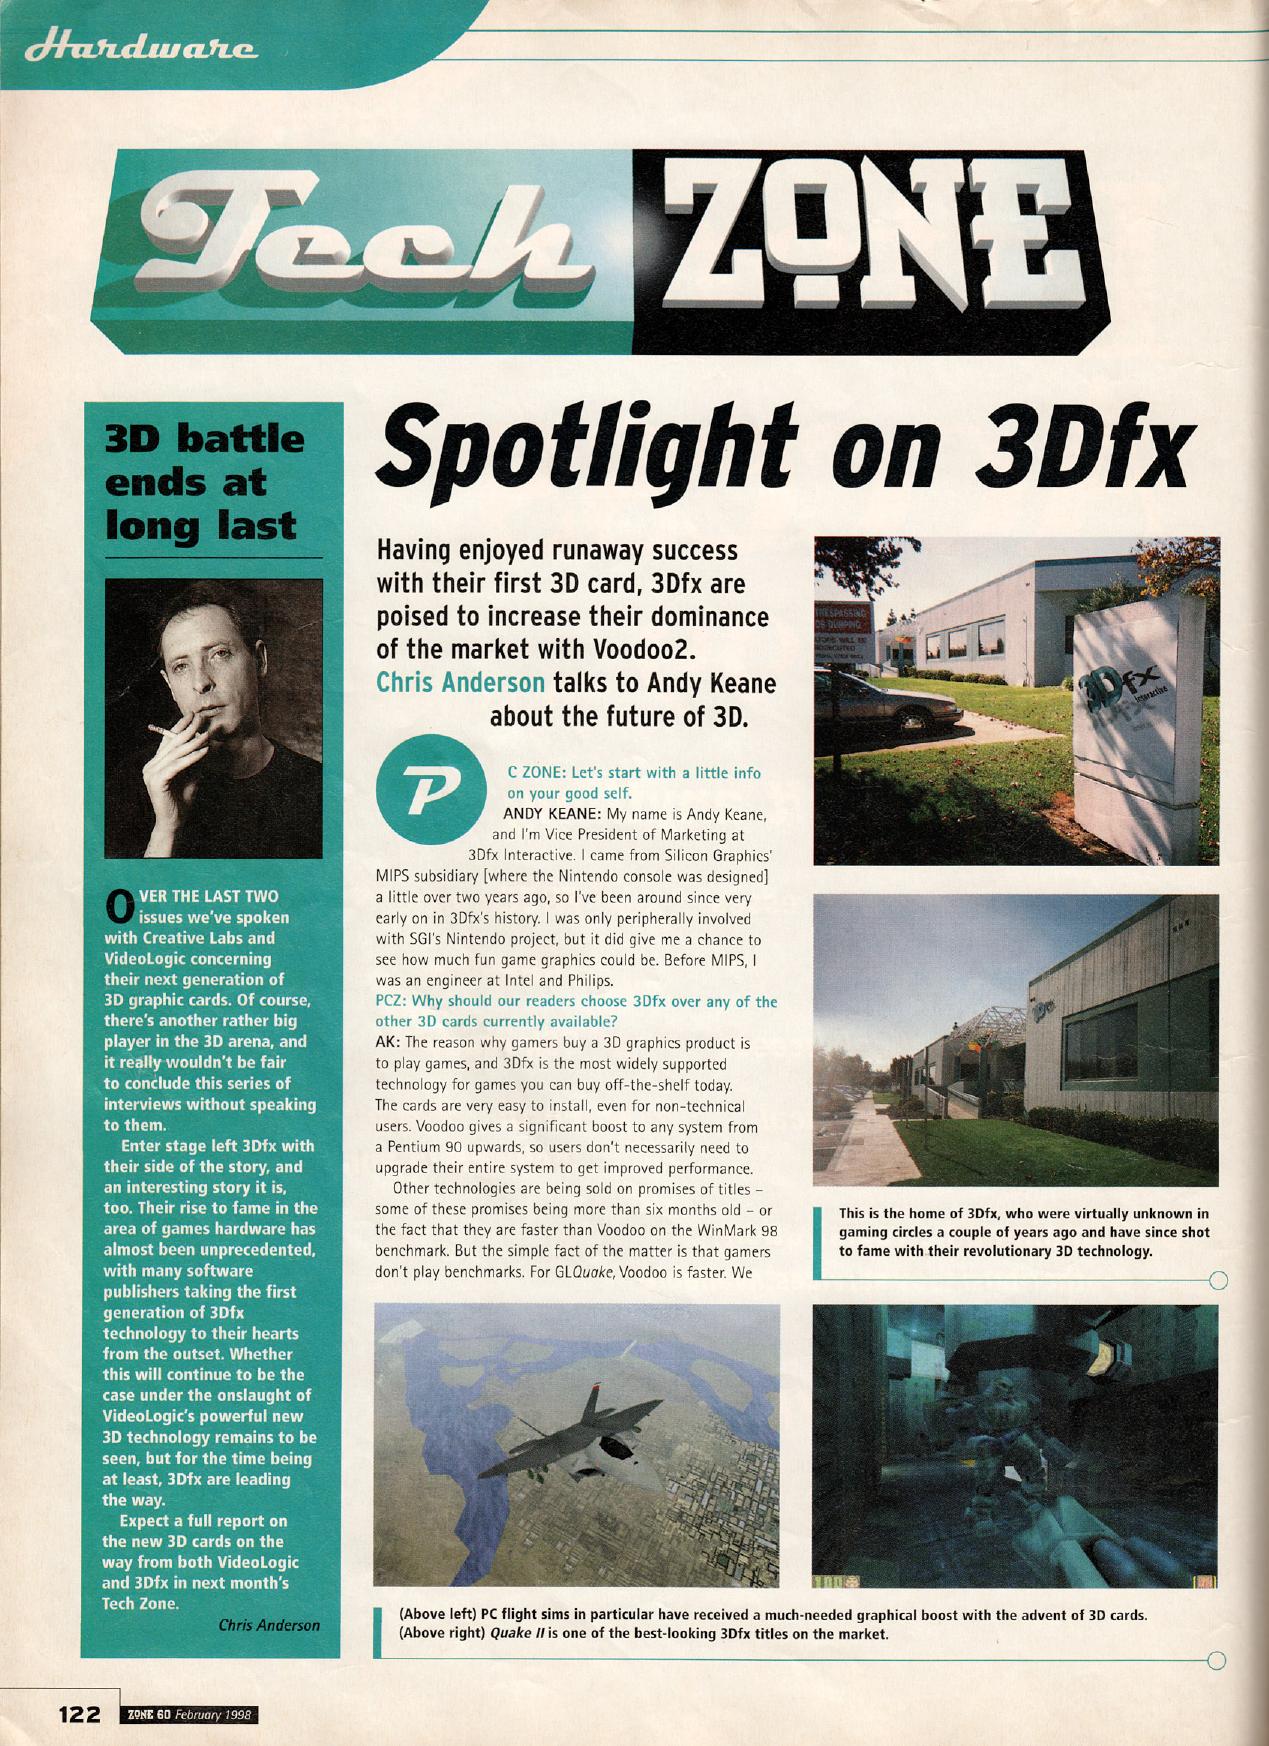 Hardware
Tech ZONE
3D battle
ends at
long last
OVER THE LAST TWO
issues we've spoken
with Creative Labs and
VideoLogic concerning
their next generation of
3D graphic cards. Of course,
there's another rather big
player in the 3D arena, and
it really wouldn't be fair
to conclude this series of
interviews without speaking
to them.
Enter stage left 3Dfx with
their side of the story, and
an interesting story it is,
too. Their rise to fame in the
area of games hardware has
almost been unprecedented,
with many software
publishers taking the first
generation of 3Dfx
technology to their hearts
from the outset. Whether
this will continue to be the
case under the onslaught of
VideoLogic's powerful new
3D technology remains to be
seen, but for the time being
at least, 3Dfx are leading
the way.
Expect a full report on
the new 3D cards on the
way from both VideoLogic
and 3Dfx in next month's
Tech Zone.
Chris Anderson
Spotlight on 3Dfx
Having enjoyed runaway success
with their first 3D card, 3Dfx are
poised to increase their dominance
of the market with Voodoo2.
Chris Anderson talks to Andy Keane
about the future of 3D.
PC ZONE: Let's start with a little info
on your good self.
ANDY KEANE: My name is Andy Keane,
and I'm Vice President of Marketing at
3Dfx Interactive. I came from Silicon Graphics'
MIPS subsidiary [where the Nintendo console was designed]
a little over two years ago, so I've been around since very
early on in 3Dfx's history. I was only peripherally involved
with SGI's Nintendo project, but it did give me a chance to
see how much fun game graphics could be. Before MIPS, I
was an engineer at Intel and Philips.
PCZ: Why should our readers choose 3Dfx over any of the
other 3D cards currently available?
AK: The reason why gamers buy a 3D graphics product is
to play games, and 3Dfx is the most widely supported
technology for games you can buy off-the-shelf today.
The cards are very easy to install, even for non-technical
users. Voodoo gives a significant boost to any system from
a Pentium 90 upwards, so users don't necessarily need to
upgrade their entire system to get improved performance.
Other technologies are being sold on promises of titles –
some of these promises being more than six months old – or
the fact that they are faster than Voodoo on the WinMark 98
benchmark. But the simple fact of the matter is that gamers
don't play benchmarks. For GLQuake, Voodoo is faster. We
TRESPASSING
OR DUMPING
3Dfx
Interactive
This is the home of 3Dfx, who were virtually unknown in
gaming circles a couple of years ago and have since shot
to fame with their revolutionary 3D technology.
100
(Above left) PC flight sims in particular have received a much-needed graphical boost with the advent of 3D cards.
(Above right) Quake II is one of the best-looking 3Dfx titles on the market.
122 ZONE 60 February 1998